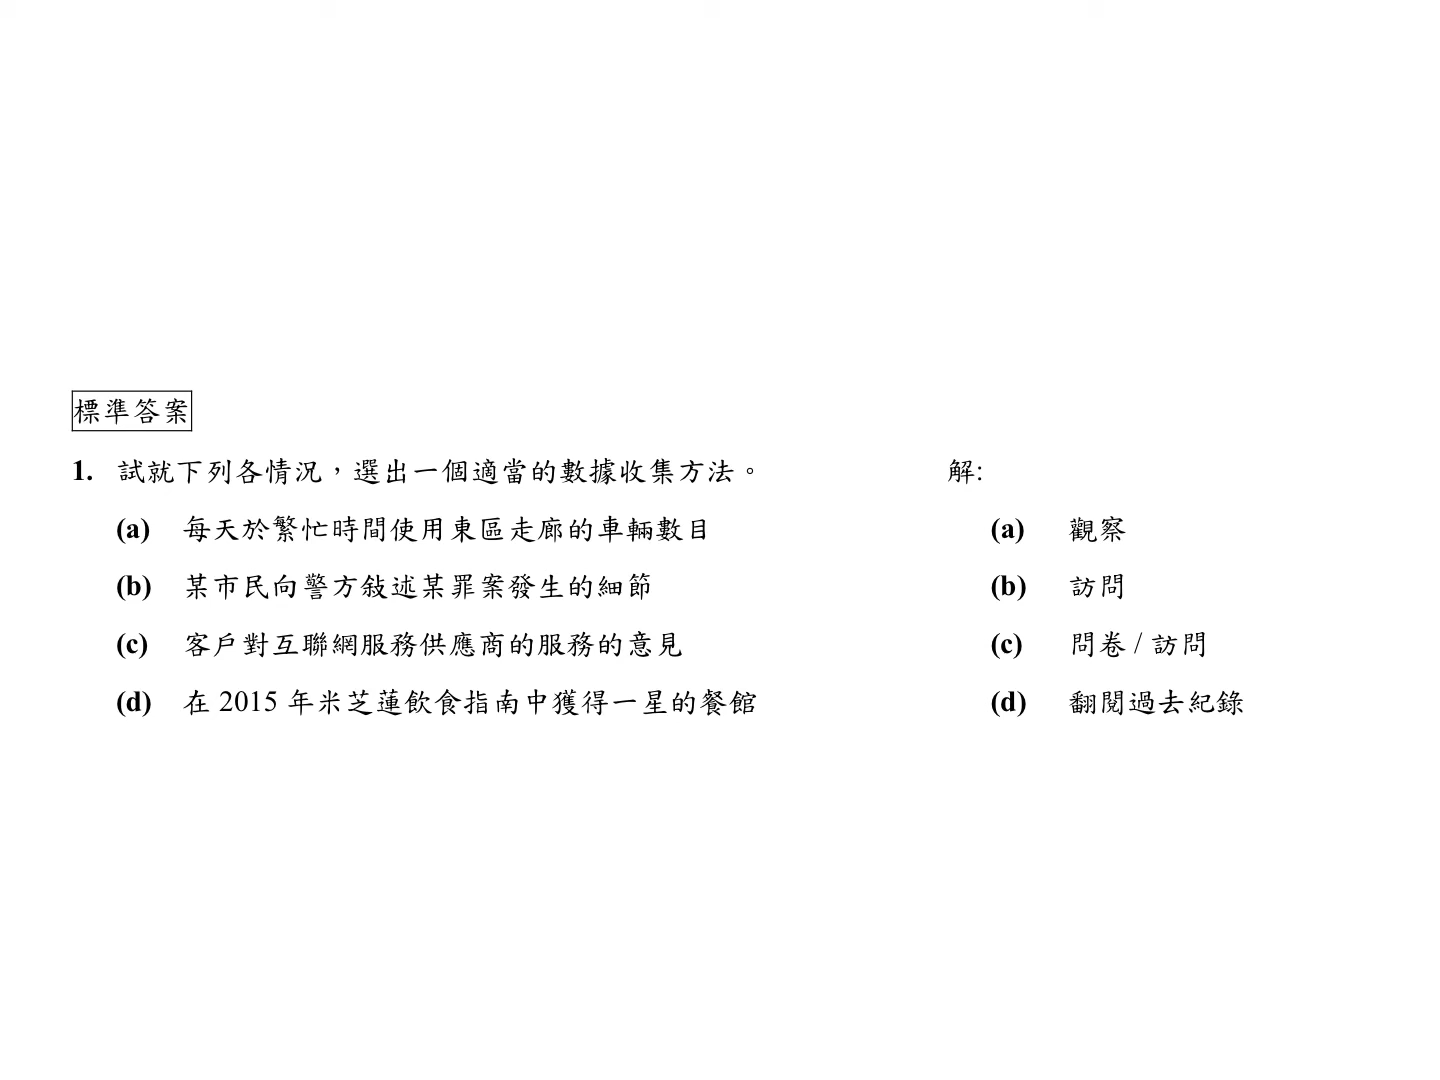 標準答案
1. 試就下列各情況，選出一個適當的數據收集方法。 解:
(a) 每天於繁忙時間使用東區走廊的車輛數目 (a) 觀察
(b) 某市民向警方敍述某罪案發生的細節 (b) 訪問
(c) 客戶對互聯網服務供應商的服務的意見 (c) 問卷 / 訪問
(d) 在 2015 年米芝蓮飲食指南中獲得一星的餐館 (d) 翻閱過去紀錄